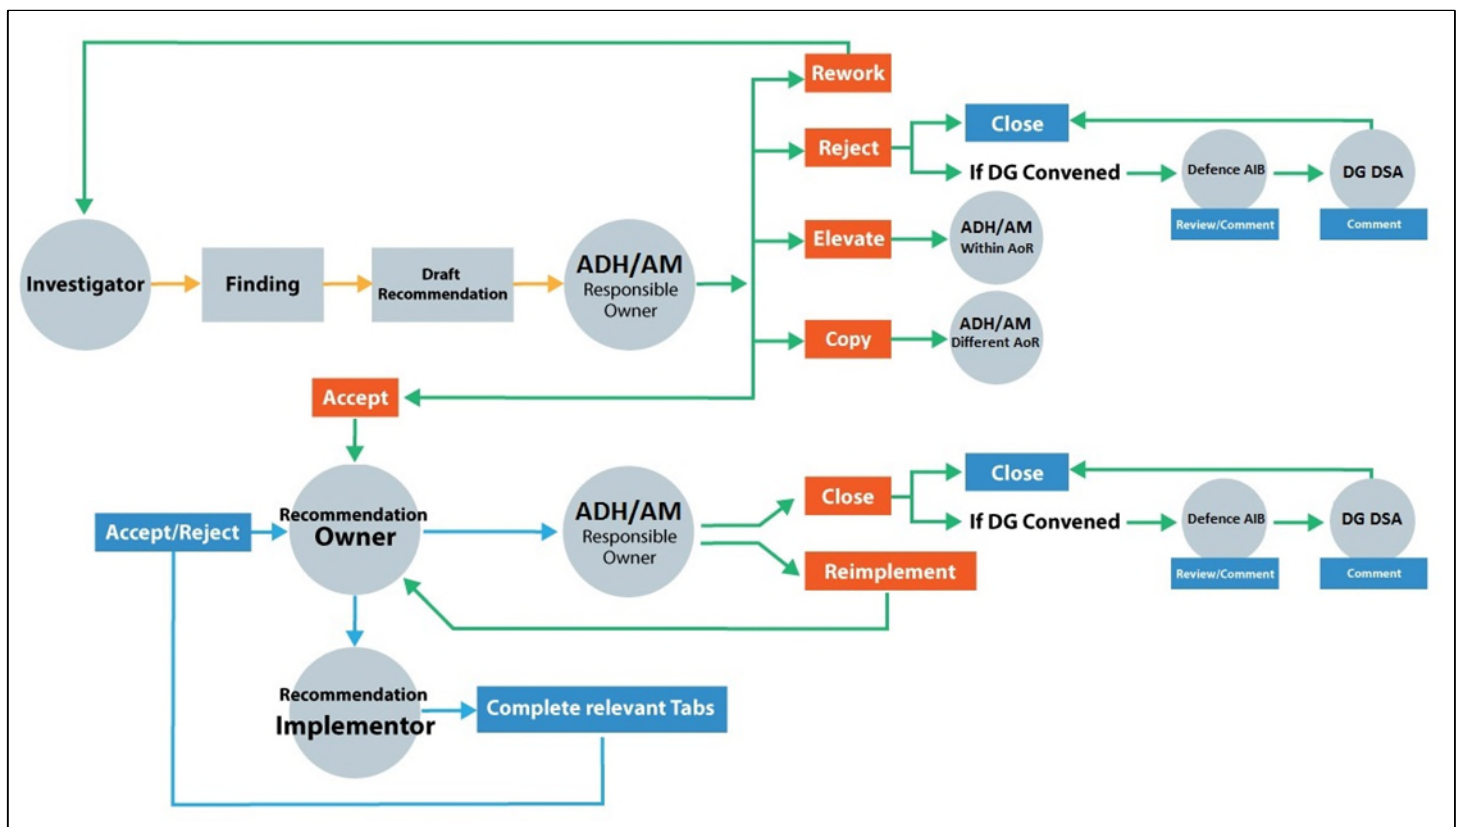 Rework
Close
Reject
If DG Convened
Defence AIB
DG DSA
Review/Comment
Comment
Elevate
ADH/AM
Within AoR
Investigator
Finding
Draft
Recommendation
ADH/AM
Responsible
Owner
Copy
ADH/AM
Different AoR
Accept
Close
Close
If DG Convened
Defence AIB
DG DSA
Review/Comment
Comment
Accept/Reject
Recommendation
Owner
ADH/AM
Responsible
Owner
Reimplement
Recommendation
Implementor
Complete relevant Tabs